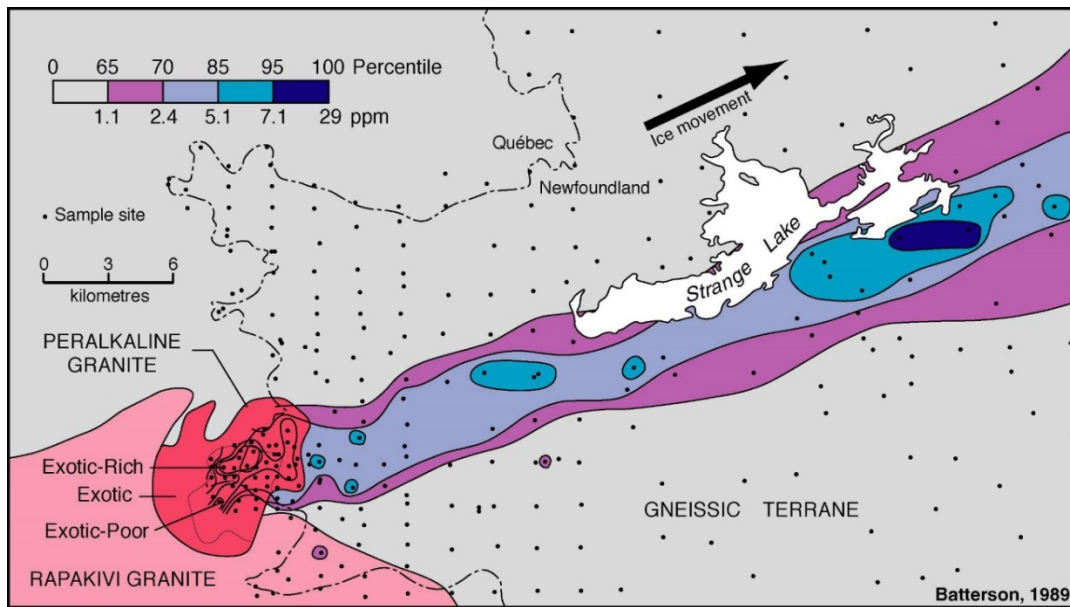 0 65 70 85 95 100 Percentile
1.1 2.4 5.1 7.1 29 ppm
Ice movement
Québec
Newfoundland
• Sample site
0 3 6
kilometres
Strange Lake
PERALKALINE
GRANITE
Exotic-Rich
Exotic
Exotic-Poor
GNEISSIC TERRANE
RAPAKIVI GRANITE
Batterson, 1989